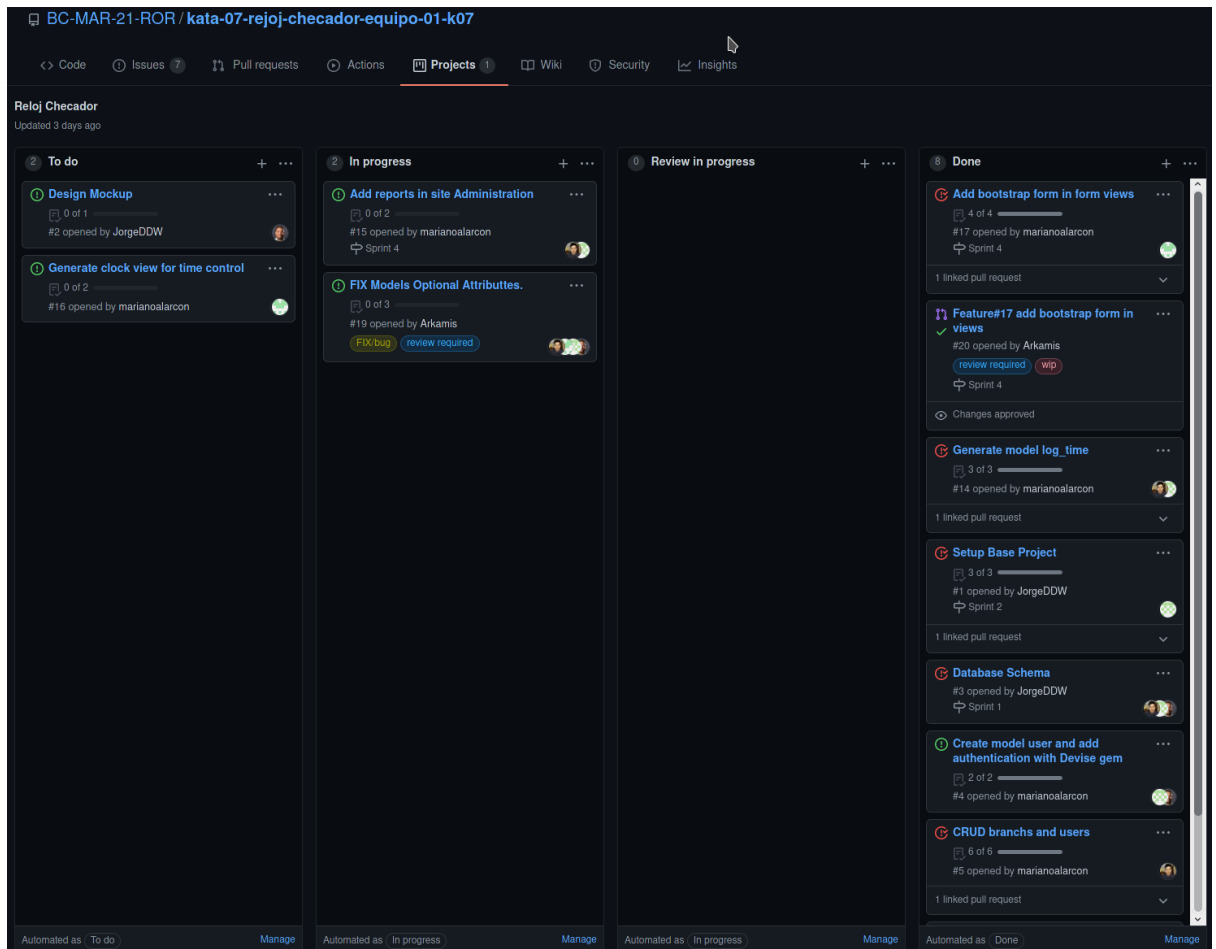 BC-MAR-21-ROR / kata-07-rejoj-checador-equipo-01-k07
Code Issues 7 Pull requests Actions Projects 1 Wiki Security Insights
Reloj Checador
Updated 3 days ago
2 To do
Design Mockup
0 of 1
#2 opened by JorgeDDW
Generate clock view for time control
0 of 2
#16 opened by marianoalarcon
Automated as To do Manage
2 In progress
Add reports in site Administration
0 of 2
#15 opened by marianoalarcon
Sprint 4
FIX Models Optional Attributtes.
0 of 3
#19 opened by Arkamis
FIX/bug review required
Automated as In progress Manage
0 Review in progress
Automated as In progress Manage
8 Done
Add bootstrap form in form views
4 of 4
#17 opened by marianoalarcon
Sprint 4
1 linked pull request
Feature#17 add bootstrap form in
views
#20 opened by Arkamis
review required wip
Sprint 4
Changes approved
Generate model log_time
3 of 3
#14 opened by marianoalarcon
1 linked pull request
Setup Base Project
3 of 3
#1 opened by JorgeDDW
Sprint 2
1 linked pull request
Database Schema
#3 opened by JorgeDDW
Sprint 1
Create model user and add
authentication with Devise gem
2 of 2
#4 opened by marianoalarcon
CRUD branchs and users
6 of 6
#5 opened by marianoalarcon
1 linked pull request
Automated as Done Manage